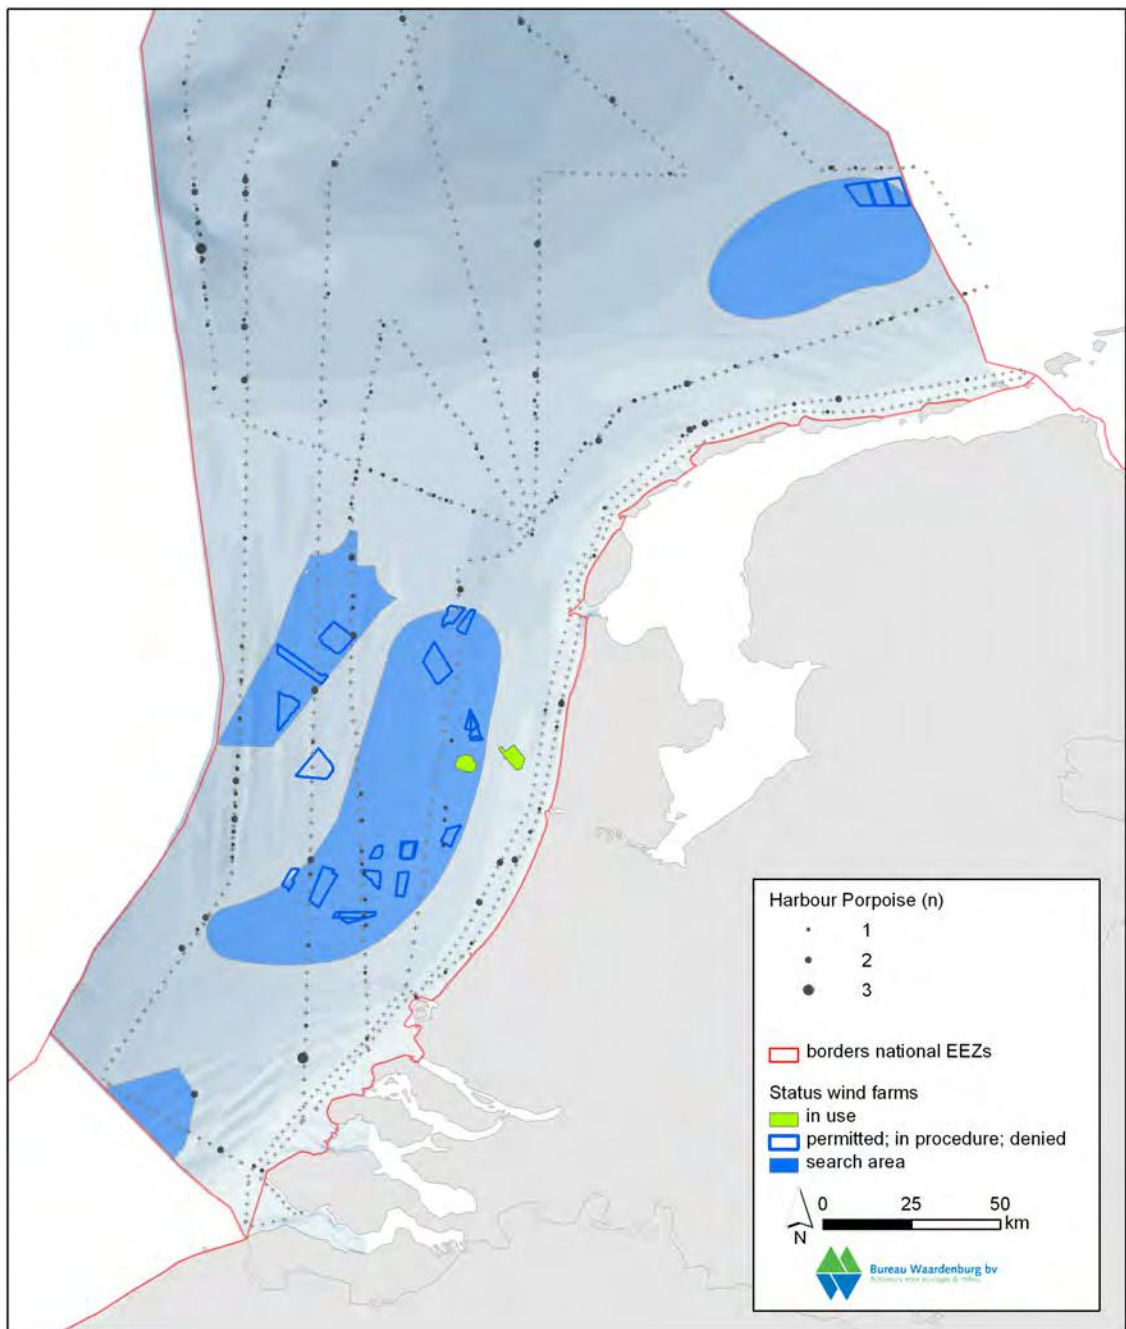 Harbour Porpoise (n)
1
2
3
borders national EEZs
Status wind farms
in use
permitted; in procedure; denied
search area
0 25 50
km
N
Bureau Waardenburg bv